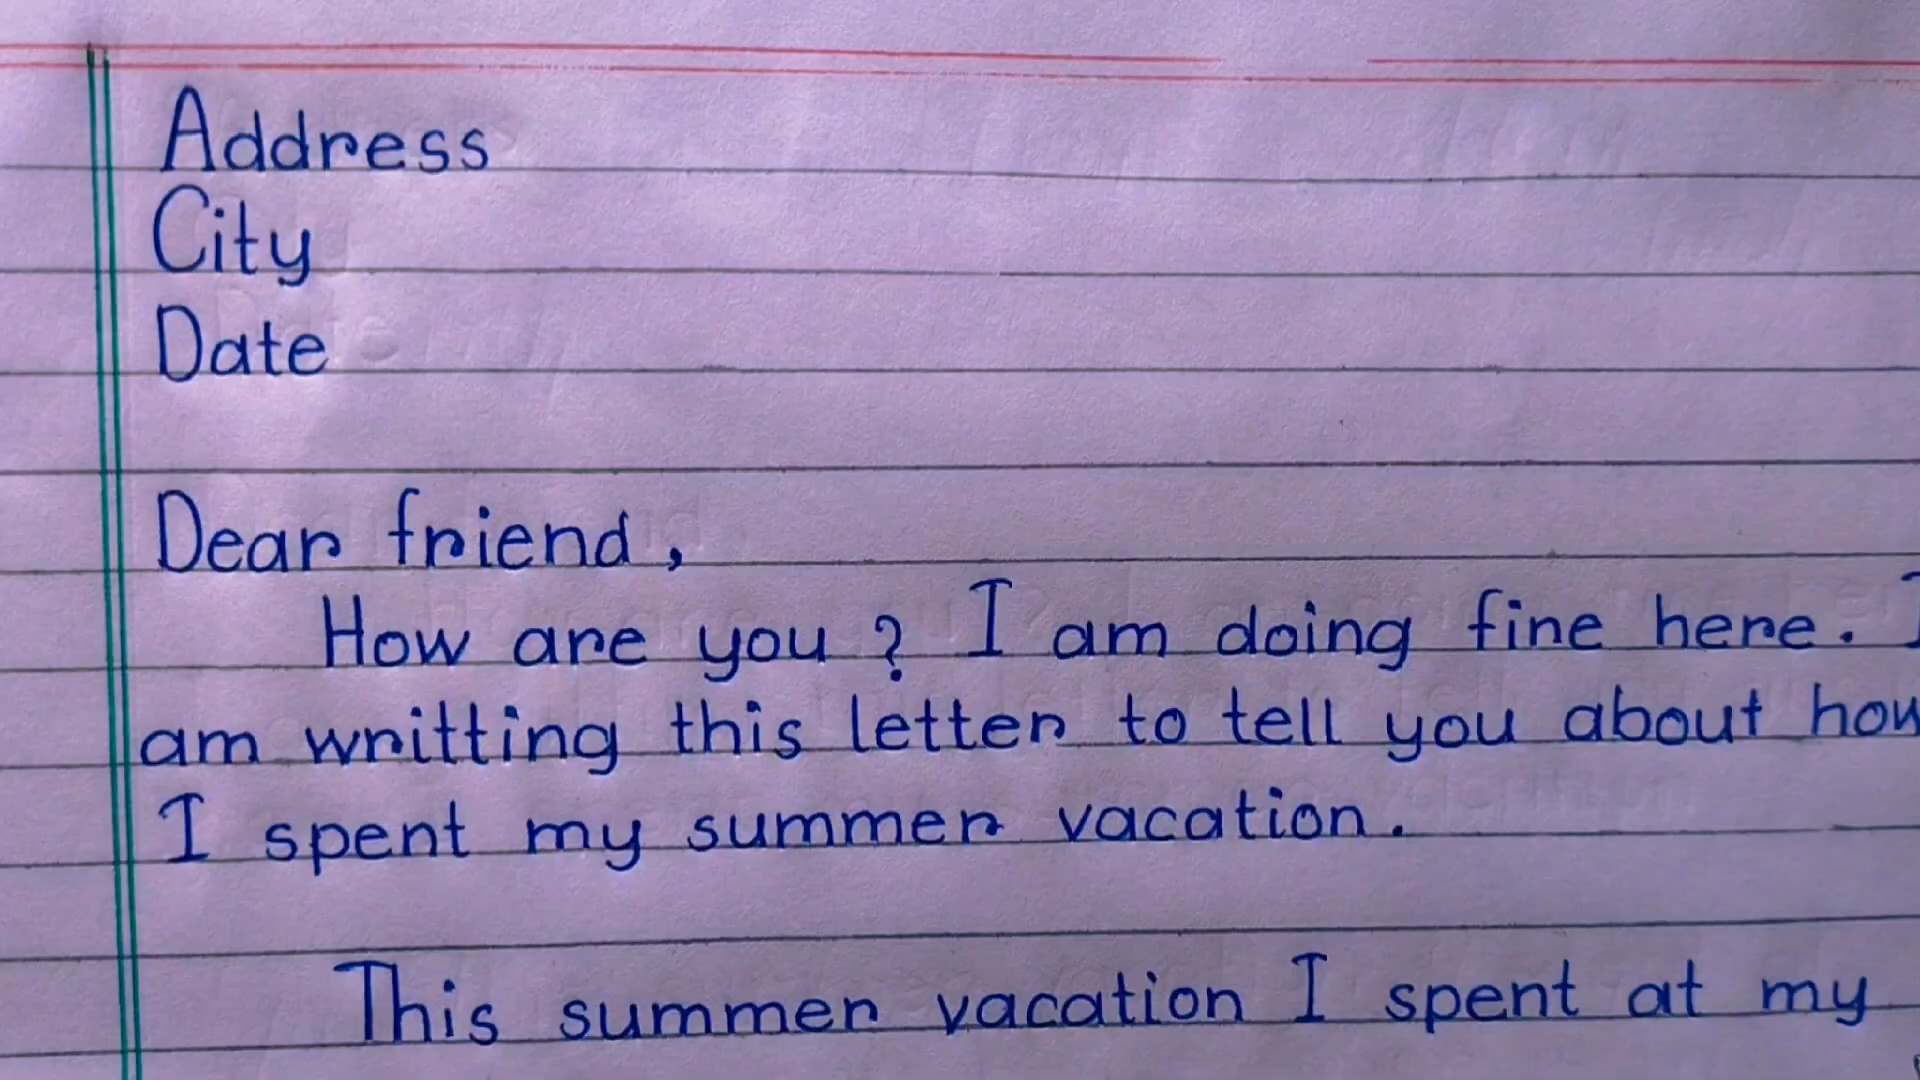 Address
City
Date
Dear friend,
How are you? I am doing fine here. I
am writting this letter to tell you about how
I spent my summer vacation.
This summer vacation I spent at my